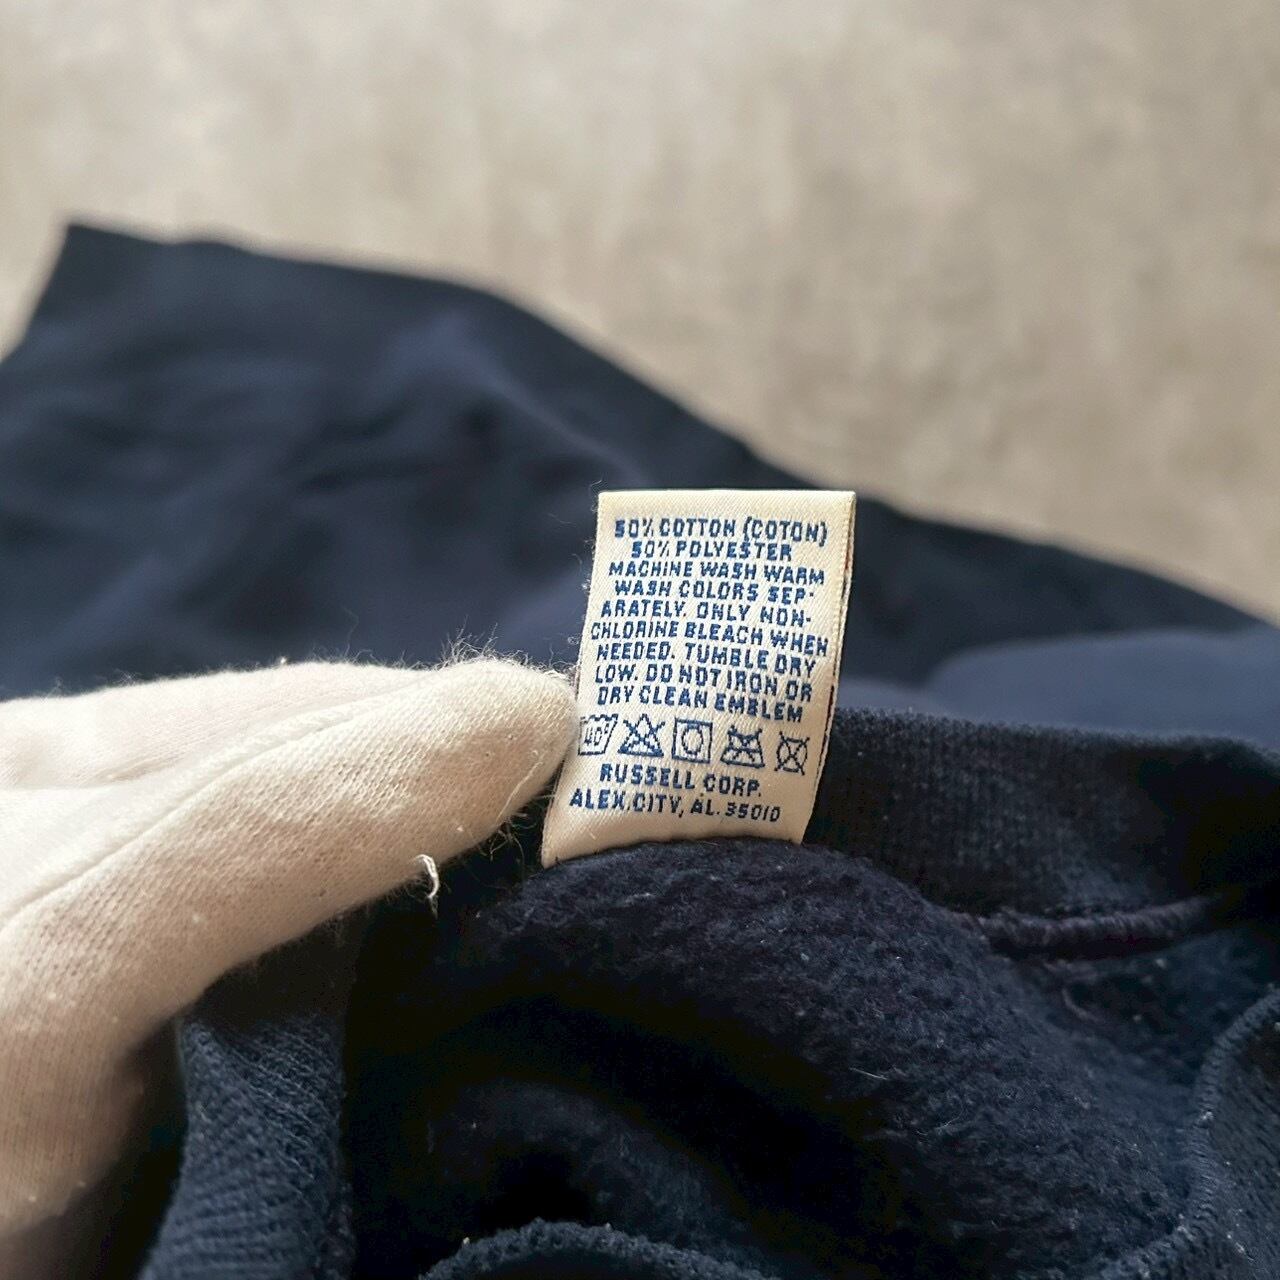 50% COTTON (COTON)
50% POLYESTER
MACHINE WASH WARM
WASH COLORS SEP-
ARATELY. ONLY NON-
CHLORINE BLEACH WHEN
NEEDED. TUMBLE DRY
LOW. DO NOT IRON OR
DRY CLEAN EMBLEM
40°
RUSSELL CORP.
ALEX.CITY, AL. 35010